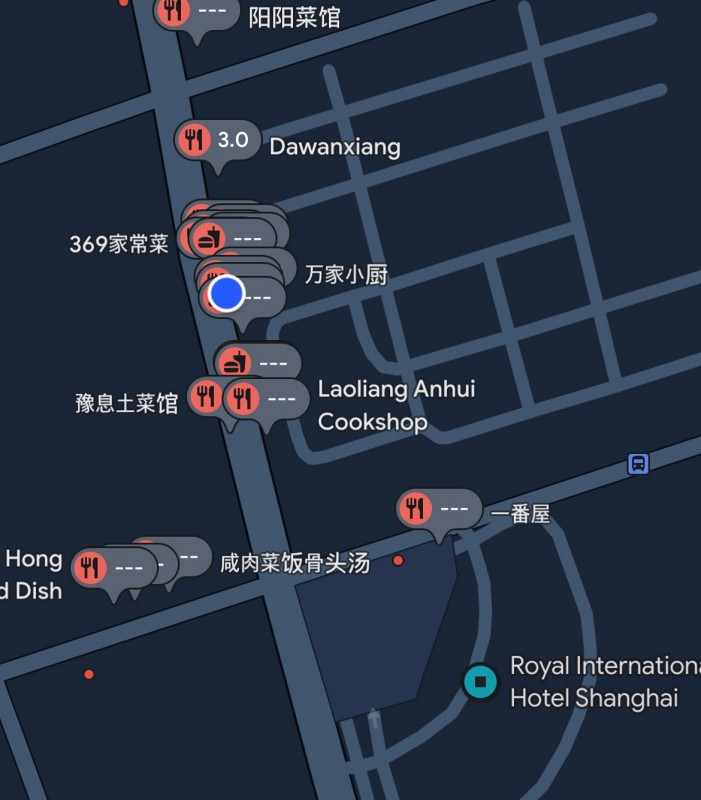 ---
阳阳菜馆
3.0
Dawanxiang
369家常菜
---
万家小厨
---
---
豫息土菜馆
---
Laoliang Anhui
Cookshop
---
一番屋
Hong
d Dish
---
--
咸肉菜饭骨头汤
Royal Internationa
Hotel Shanghai